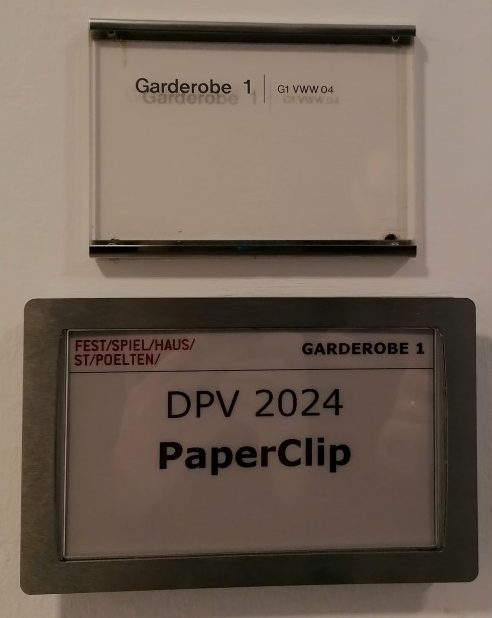 Garderobe 1 | G1 VWW 04
FEST/SPIEL/HAUS/
ST/POELTEN/
GARDEROBE 1
DPV 2024
PaperClip